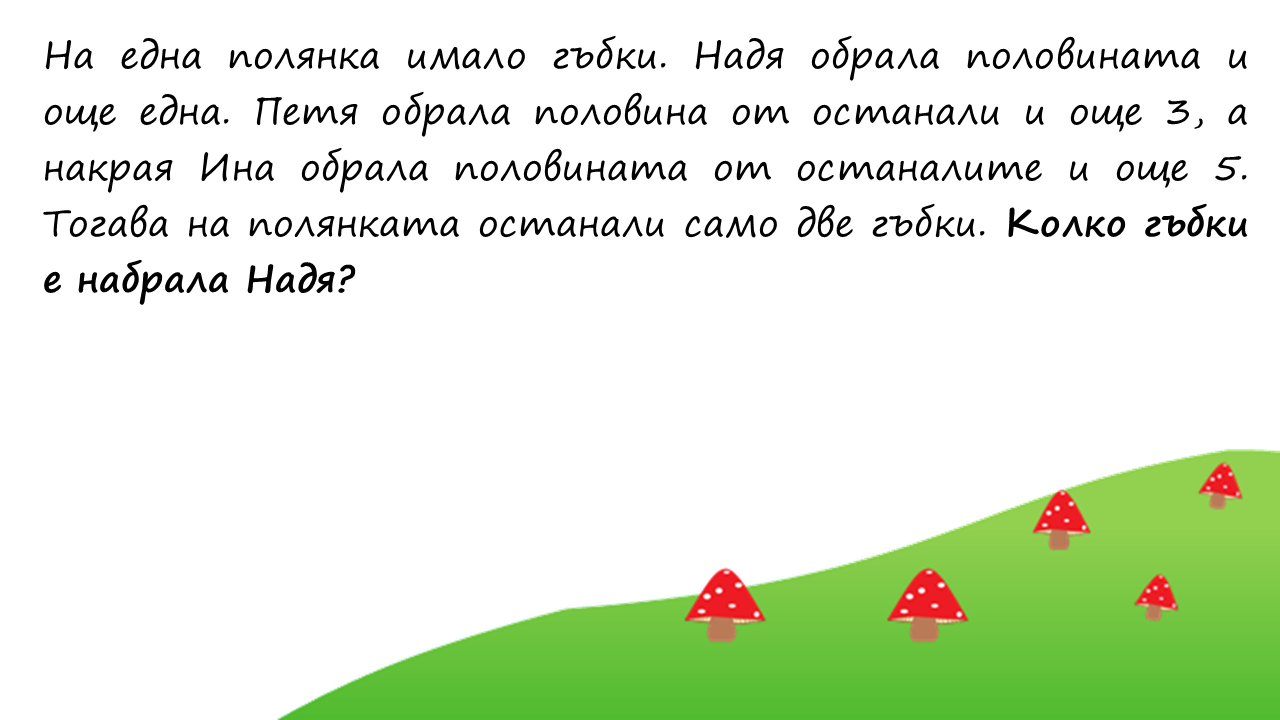 На една полянка имало гъбки. Надя обрала половината и
още една. Петя обрала половина от останали и още 3, а
накрая Ина обрала половината от останалите и още 5.
Тогава на полянката останали само две гъбки. Колко гъбки
е набрала Надя?